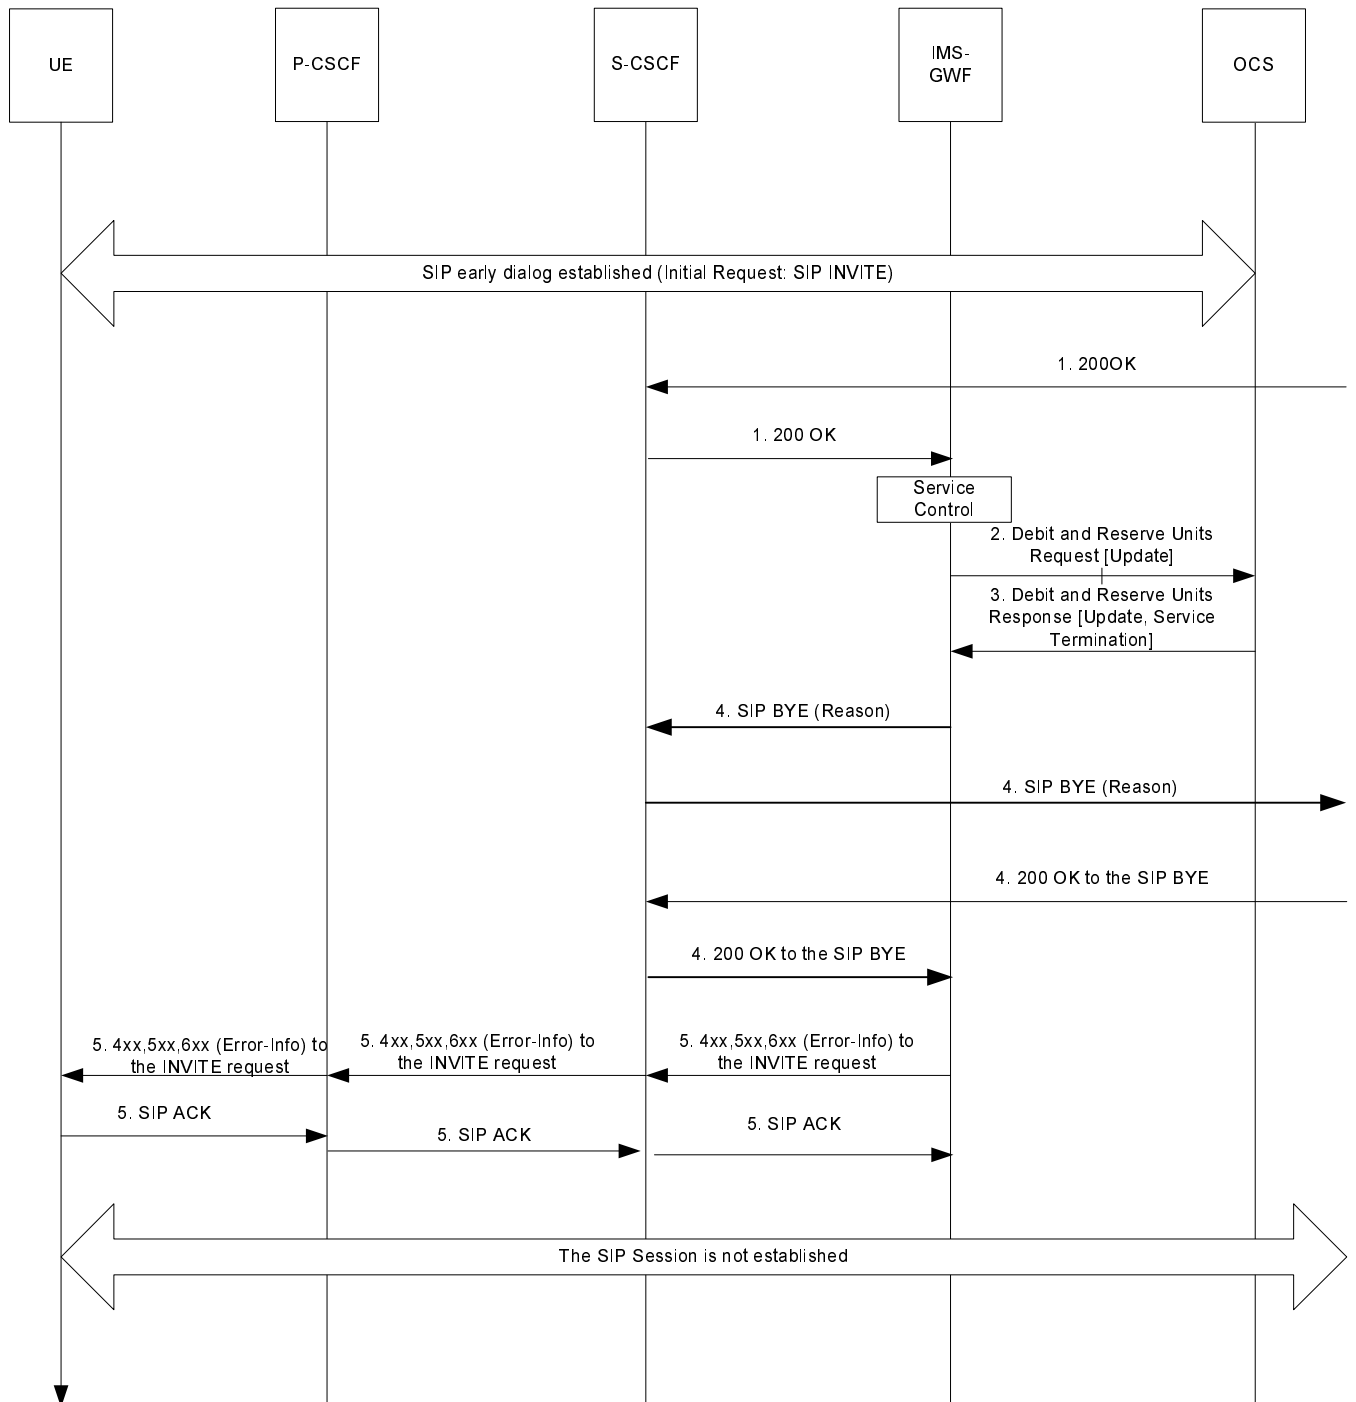 UE
P-CSCF
S-CSCF
IMS-
GWF
OCS
SIP early dialog established (Initial Request: SIP INVITE)
1. 200OK
1. 200 OK
Service
Control
2. Debit and Reserve Units
Request [Update]
3. Debit and Reserve Units
Response [Update, Service
Termination]
4. SIP BYE (Reason)
4. SIP BYE (Reason)
4. 200 OK to the SIP BYE
4. 200 OK to the SIP BYE
5. 4xx,5xx,6xx (Error-Info) to
the INVITE request
5. 4xx,5xx,6xx (Error-Info) to
the INVITE request
5. 4xx,5xx,6xx (Error-Info) to
the INVITE request
5. SIP ACK
5. SIP ACK
5. SIP ACK
The SIP Session is not established